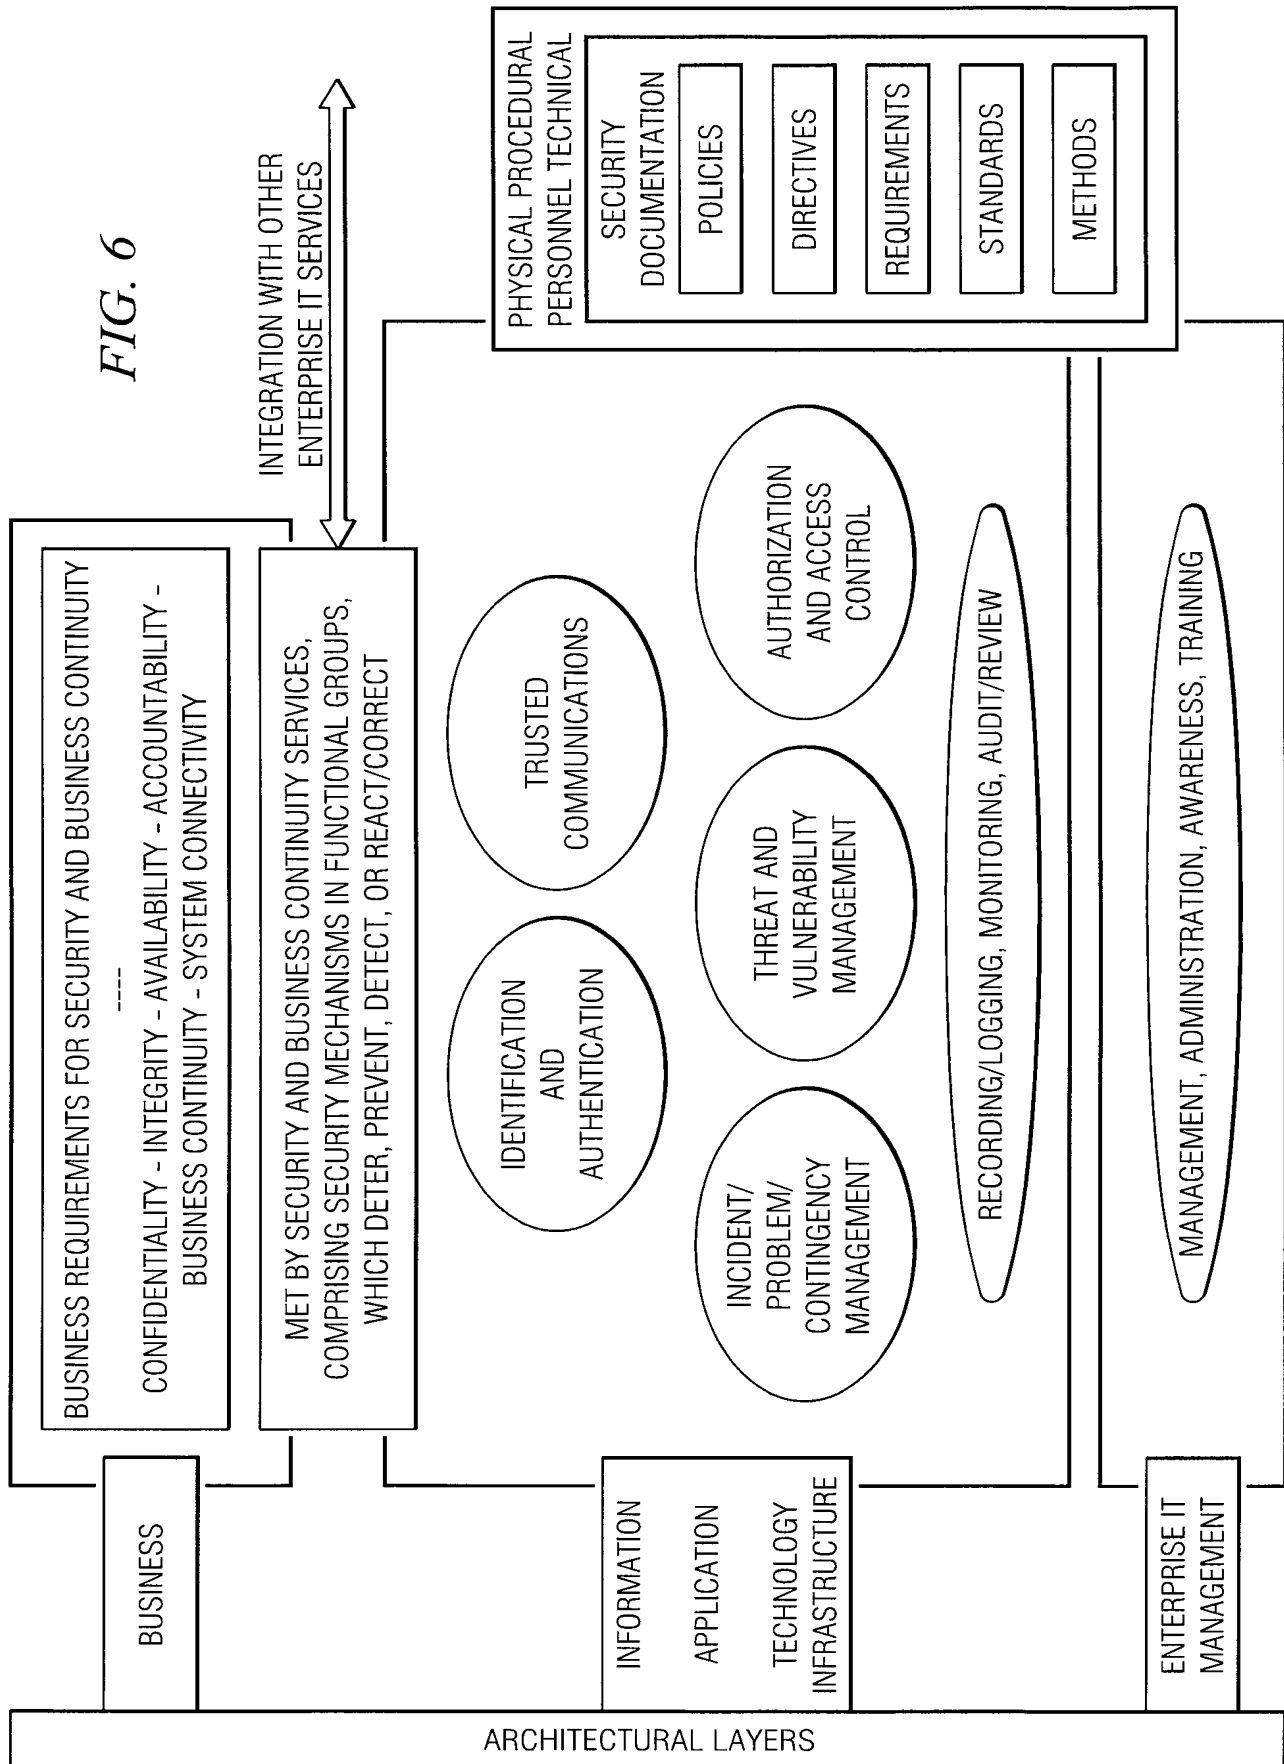 FIG. 6
ARCHITECTURAL LAYERS
BUSINESS
BUSINESS REQUIREMENTS FOR SECURITY AND BUSINESS CONTINUITY
----
CONFIDENTIALITY - INTEGRITY - AVAILABILITY - ACCOUNTABILITY -
BUSINESS CONTINUITY - SYSTEM CONNECTIVITY
MET BY SECURITY AND BUSINESS CONTINUITY SERVICES,
COMPRISING SECURITY MECHANISMS IN FUNCTIONAL GROUPS,
WHICH DETER, PREVENT, DETECT, OR REACT/CORRECT
INTEGRATION WITH OTHER
ENTERPRISE IT SERVICES
INFORMATION
APPLICATION
TECHNOLOGY
INFRASTRUCTURE
IDENTIFICATION
AND
AUTHENTICATION
TRUSTED
COMMUNICATIONS
INCIDENT/
PROBLEM/
CONTINGENCY
MANAGEMENT
THREAT AND
VULNERABILITY
MANAGEMENT
AUTHORIZATION
AND ACCESS
CONTROL
RECORDING/LOGGING, MONITORING, AUDIT/REVIEW
PHYSICAL PROCEDURAL
PERSONNEL TECHNICAL
SECURITY
DOCUMENTATION
POLICIES
DIRECTIVES
REQUIREMENTS
STANDARDS
METHODS
ENTERPRISE IT
MANAGEMENT
MANAGEMENT, ADMINISTRATION, AWARENESS, TRAINING